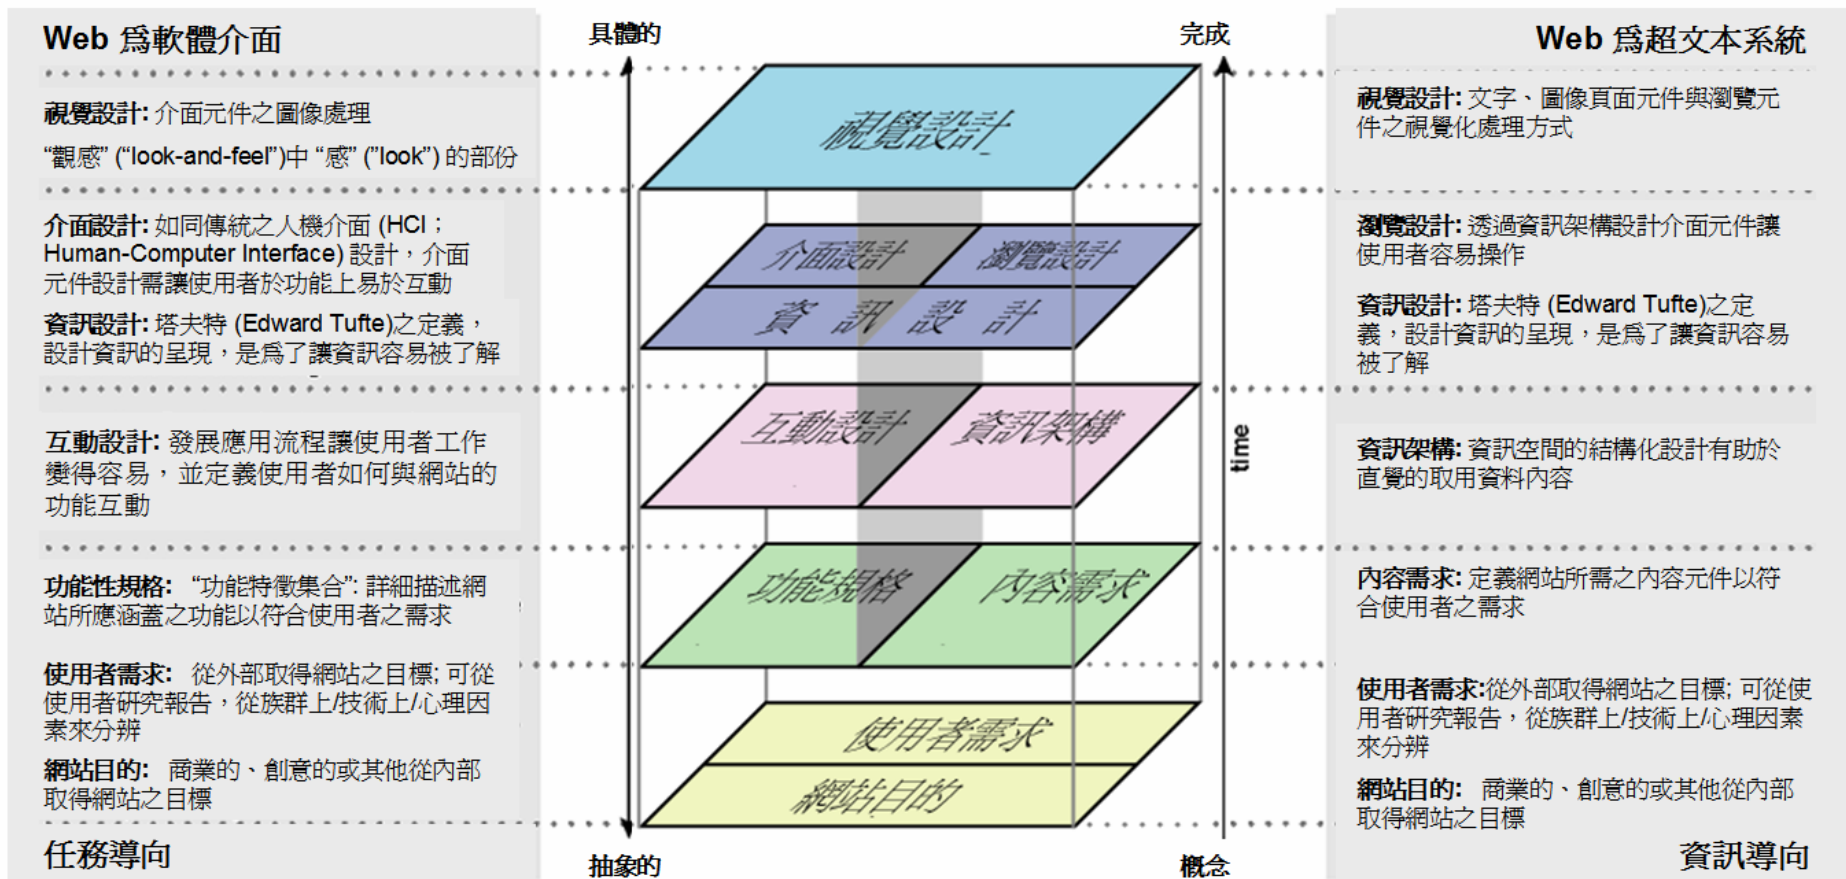 Web 爲軟體介面
視覺設計: 介面元件之圖像處理
“觀感” (“look-and-feel”)中 “感” (”look”) 的部份
介面設計: 如同傳統之人機介面 (HCI；
Human-Computer Interface) 設計，介面
元件設計需讓使用者於功能上易於互動
資訊設計: 塔夫特 (Edward Tufte)之定義，
設計資訊的呈現，是爲了讓資訊容易被了解
互動設計: 發展應用流程讓使用者工作
變得容易，並定義使用者如何與網站的
功能互動
功能性規格: “功能特徵集合”: 詳細描述網
站所應涵蓋之功能以符合使用者之需求
使用者需求: 從外部取得網站之目標; 可從
使用者研究報告，從族群上/技術上/心理因
素來分辨
網站目的: 商業的、創意的或其他從內部
取得網站之目標
任務導向
具體的
完成
視覺設計
介面設計
瀏覽設計
資訊設計
互動設計
資訊架構
time
功能規格
內容需求
使用者需求
網站目的
抽象的
概念
Web 爲超文本系統
視覺設計: 文字、圖像頁面元件與瀏覽元
件之視覺化處理方式
瀏覽設計: 透過資訊架構設計介面元件讓
使用者容易操作
資訊設計: 塔夫特 (Edward Tufte)之定
義，設計資訊的呈現，是爲了讓資訊容易
被了解
資訊架構: 資訊空間的結構化設計有助於
直覺的取用資料內容
內容需求: 定義網站所需之內容元件以符
合使用者之需求
使用者需求:從外部取得網站之目標; 可從使
用者研究報告，從族群上/技術上/心理因素
來分辨
網站目的: 商業的、創意的或其他從內部
取得網站之目標
資訊導向